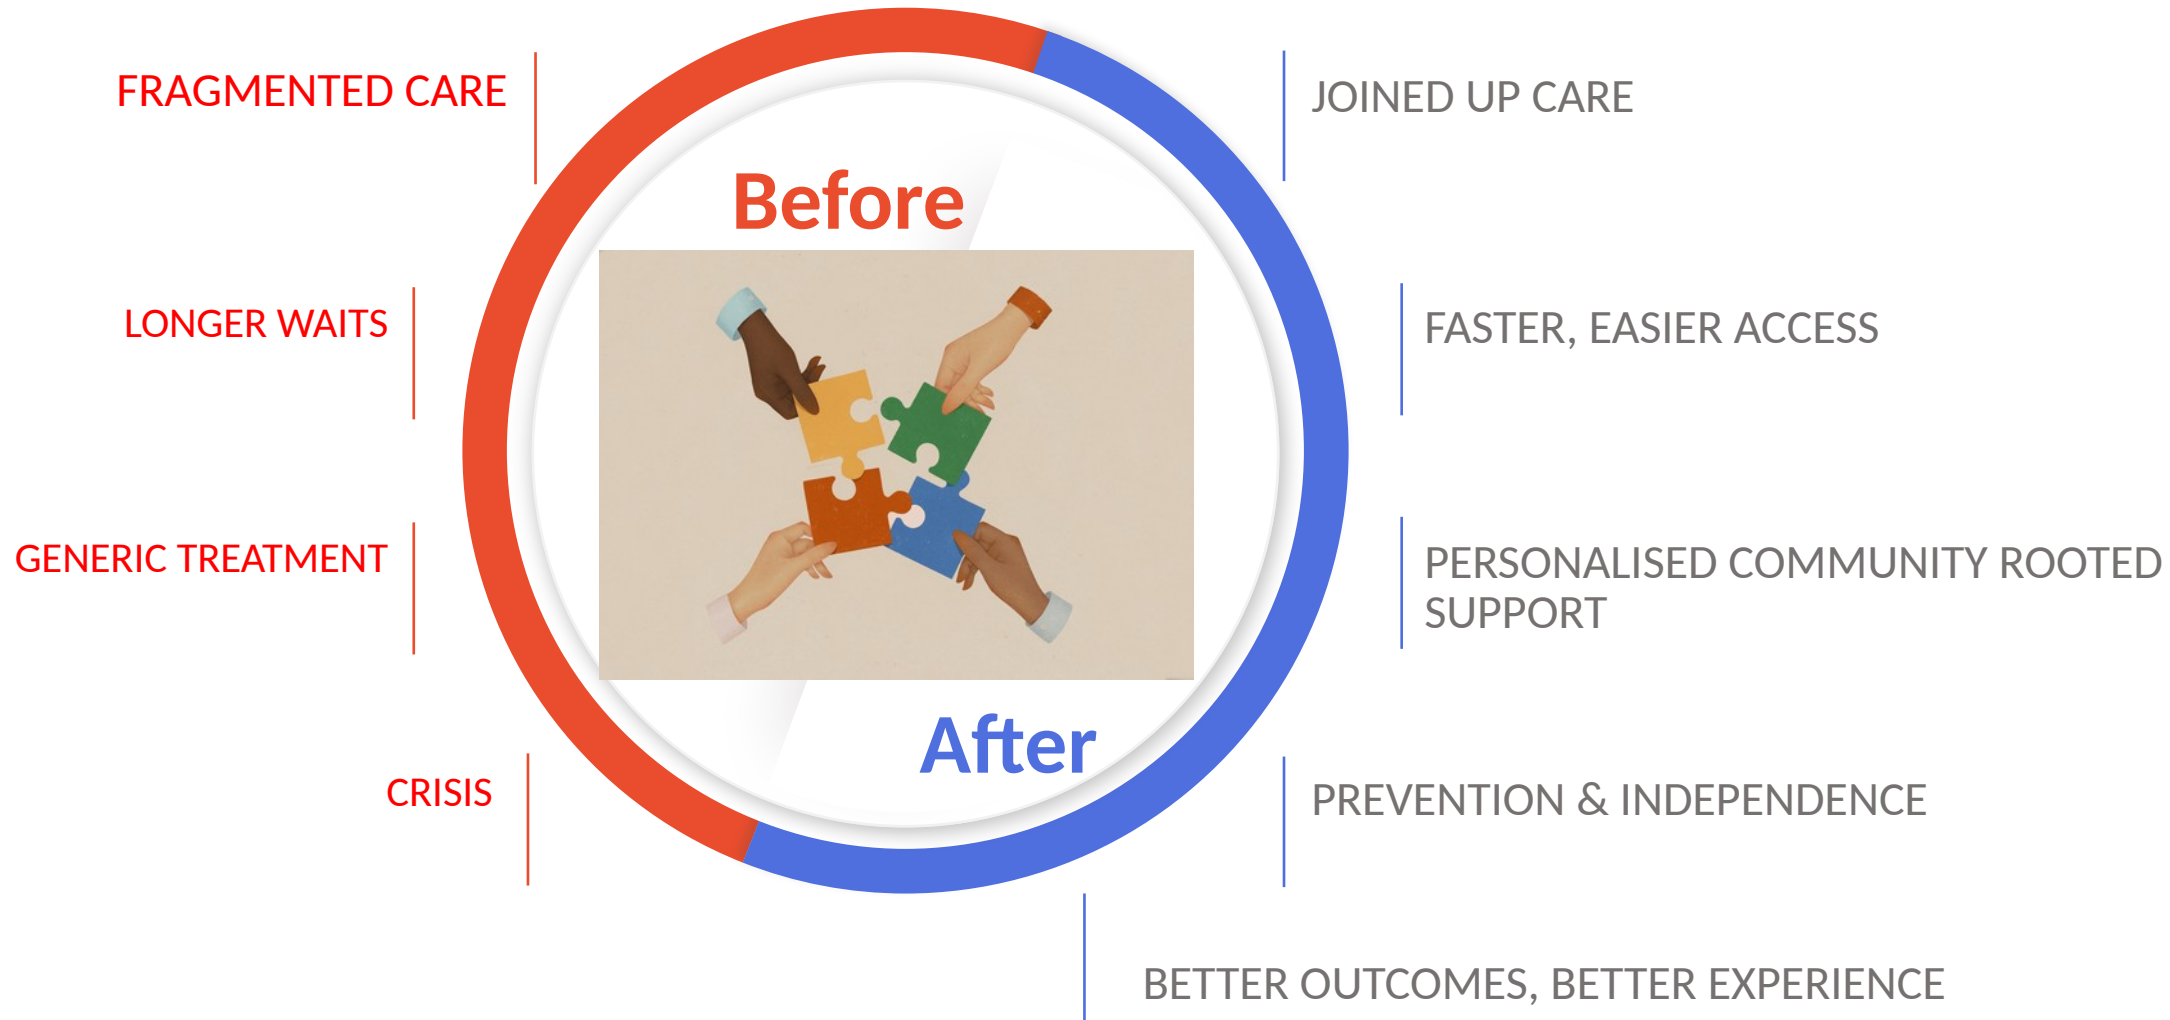 Before
FRAGMENTED CARE
LONGER WAITS
GENERIC TREATMENT
CRISIS
After
JOINED UP CARE
FASTER, EASIER ACCESS
PERSONALISED COMMUNITY ROOTED
SUPPORT
PREVENTION & INDEPENDENCE
BETTER OUTCOMES, BETTER EXPERIENCE